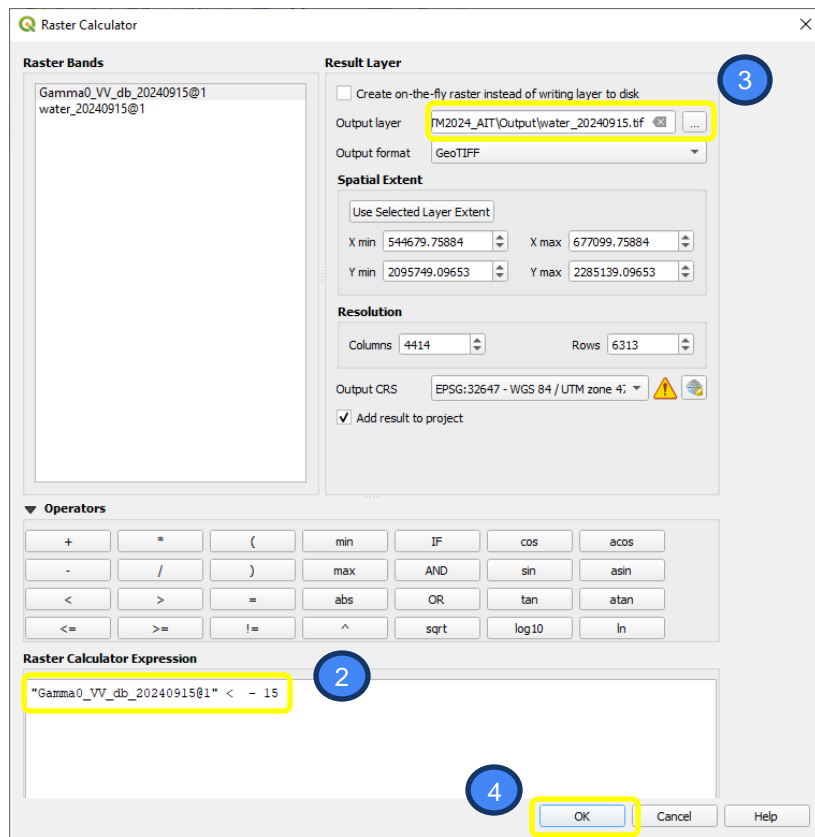 Raster Calculator
Raster Bands
Gamma0_VV_db_20240915@1
water_20240915@1
Result Layer
3
Create on-the-fly raster instead of writing layer to disk
Output layer TM2024_AIT\Output\water_20240915.tif ...
Output format GeoTIFF
Spatial Extent
Use Selected Layer Extent
X min 544679.75884 X max 677099.75884
Y min 2095749.09653 Y max 2285139.09653
Resolution
Columns 4414 Rows 6313
Output CRS EPSG:32647 - WGS 84 / UTM zone 47
Add result to project
Operators
+ * ( min IF cos acos
- / ) max AND sin asin
< > = abs OR tan atan
<= >= != ^ sqrt log10 ln
Raster Calculator Expression
2
"Gamma0_VV_db_20240915@1" < - 15
4
OK Cancel Help